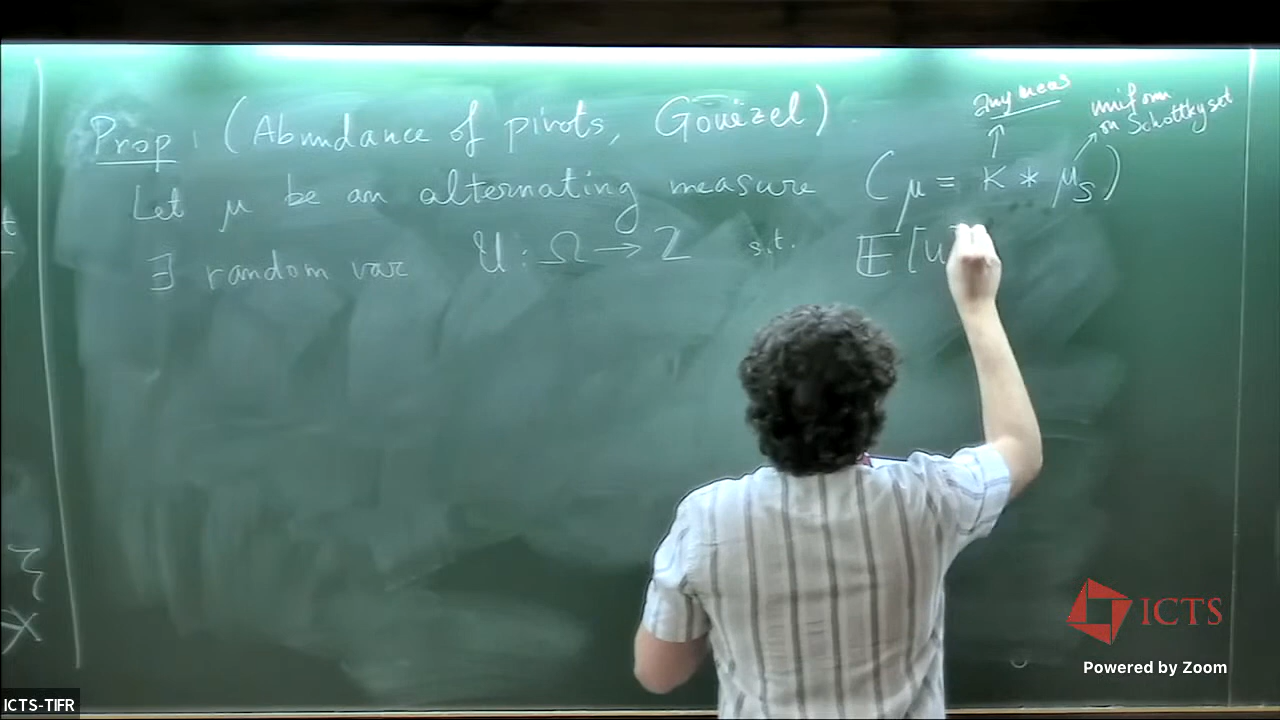 Prop : (Abundance of pivots, Gouëzel)
Let μ be an alternating measure (μ = K * μ_S)
any meas
uniform
on Schottky set
∃ random var U : Ω → Z s.t. E[U
t
ξ
X
ICTS
Powered by Zoom
ICTS-TIFR